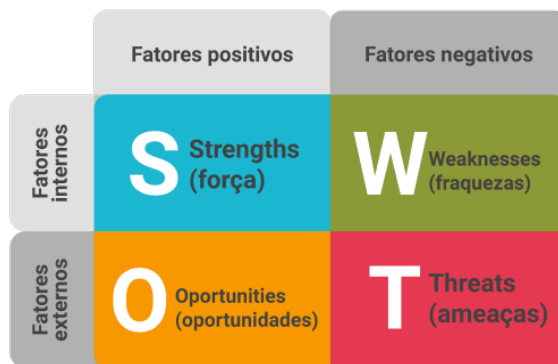 Fatores positivos
Fatores negativos
Fatores
internos
S
Strengths
(força)
W
Weaknesses
(fraquezas)
Fatores
externos
O
Oportunities
(oportunidades)
T
Threats
(ameaças)